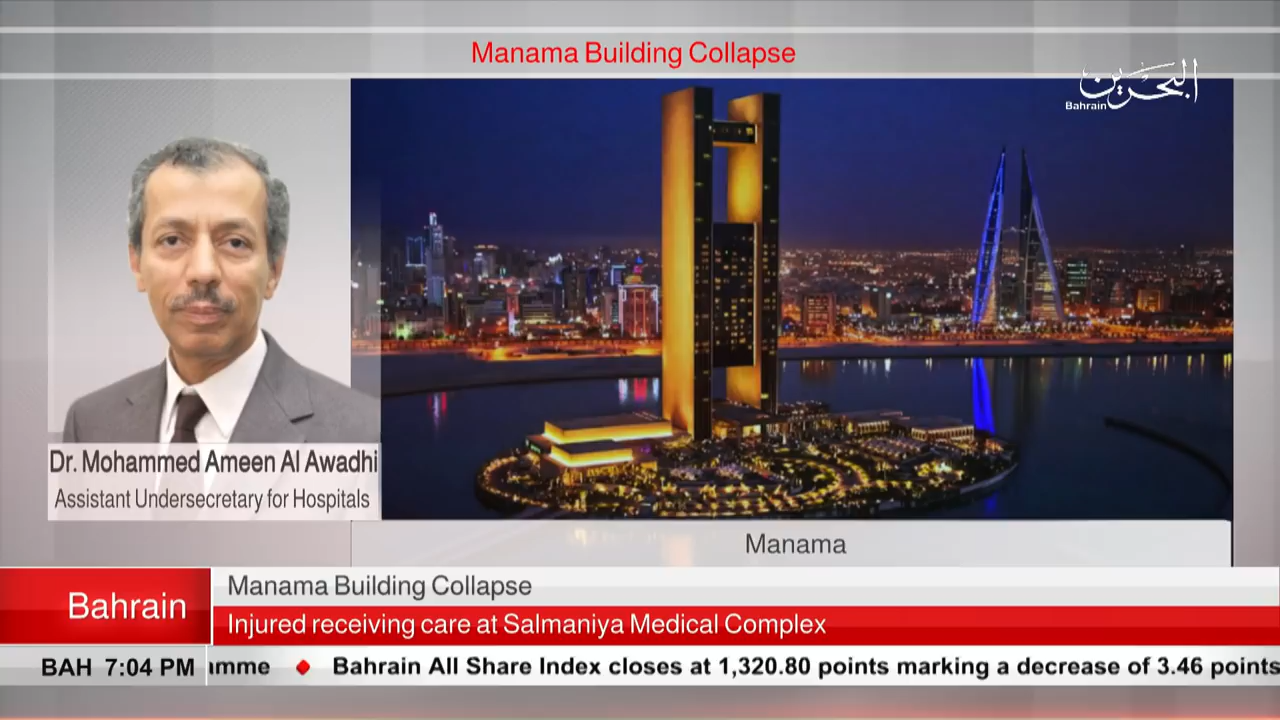 Manama Building Collapse
البحرين
Bahrain
Dr. Mohammed Ameen Al Awadhi
Assistant Undersecretary for Hospitals
Manama
Bahrain
Manama Building Collapse
Injured receiving care at Salmaniya Medical Complex
BAH 7:04 PM
Bahrain All Share Index closes at 1,320.80 points marking a decrease of 3.46 points